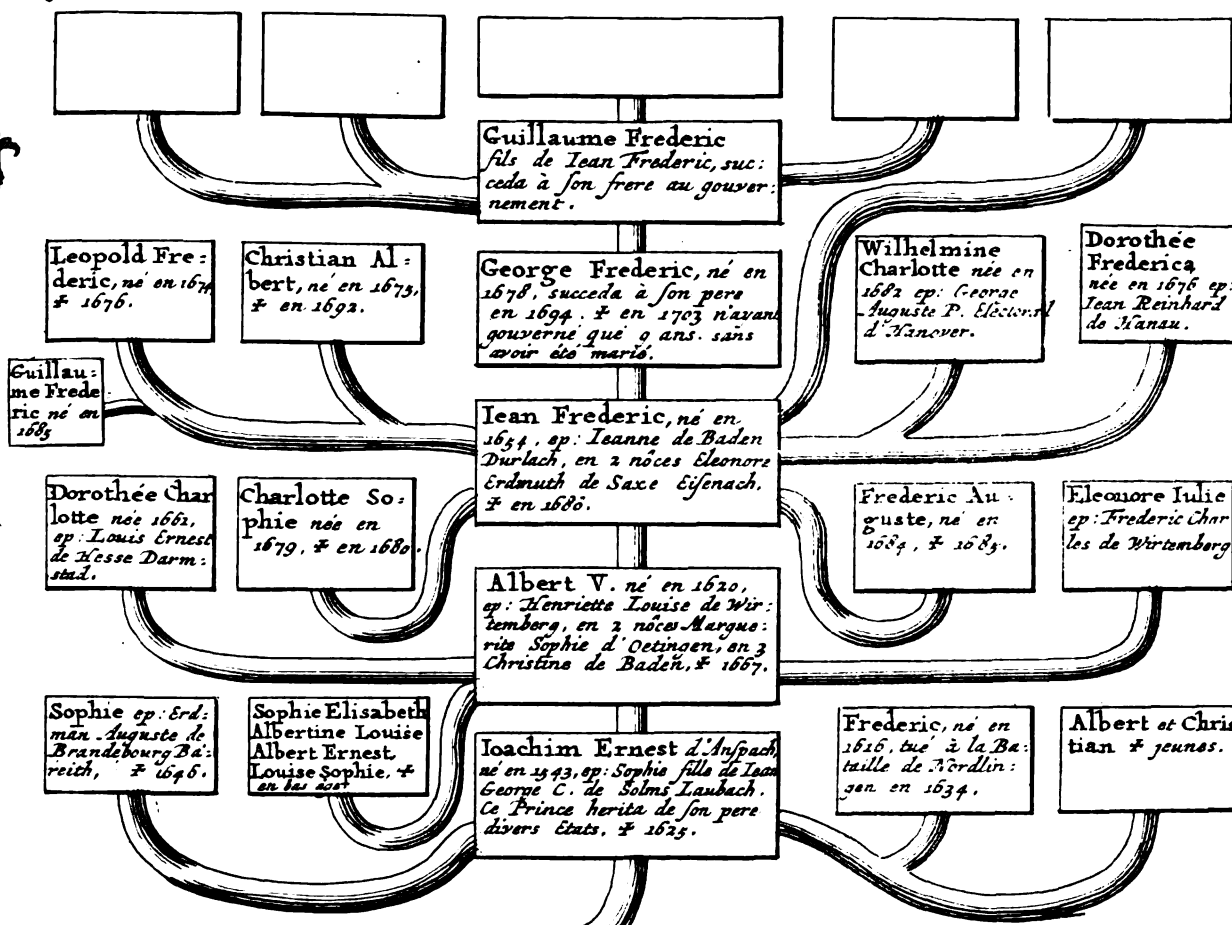 Guillaume Frederic
fils de Iean Frederic, suc:
ceda à son frere au gouver:
nement.
Leopold Fre:
deric, né en 1674
✝ 1676.
Christian Al:
bert, né en 1675,
✝ en 1692.
George Frederic, né en
1678, succeda à son pere
en 1694. ✝ en 1703 n'avant
gouverné que 9 ans. sans
avoir été marié.
Wilhelmine
Charlotte née en
1682 ep: George
Auguste P. Electoral
d'Hanover.
Dorothée
Frederica
née en 1676 ep:
Iean Reinhard
de Hanau.
Guillau:
me Frede
ric né en
1685
Iean Frederic, né en
1654, ep: Ieanne de Baden
Durlach, en 2 nôces Eleonore
Erdmuth de Saxe Eisenach,
✝ en 1686.
Dorothée Char
lotte née 1661,
ep: Louis Ernest
de Hesse Darm:
stad.
Charlotte So:
phie née en
1679, ✝ en 1680.
Frederic Au:
guste, né en
1684, ✝ 1685.
Eleonore Iulie
ep: Frederic Char
les de Wirtemberg
Albert V. né en 1620,
ep: Henriette Louise de Wir:
temberg, en 2 nôces Margue:
rite Sophie d'Oetingen, en 3
Christine de Baden, ✝ 1667.
Sophie ep: Erd:
man Auguste de
Brandebourg Ba:
reith, ✝ 1646.
Sophie Elisabeth
Albertine Louise
Albert Ernest,
Louise Sophie, ✝
en bas age
Ioachim Ernest d'Anspach,
né en 1543, ep: Sophie fille de Iean
George C. de Solms Laubach.
Ce Prince herita de son pere
divers Etats, ✝ 1625.
Frederic, né en
1616, tué à la Ba:
taille de Nordlin:
gen en 1634.
Albert et Chris
tian ✝ jeunes.